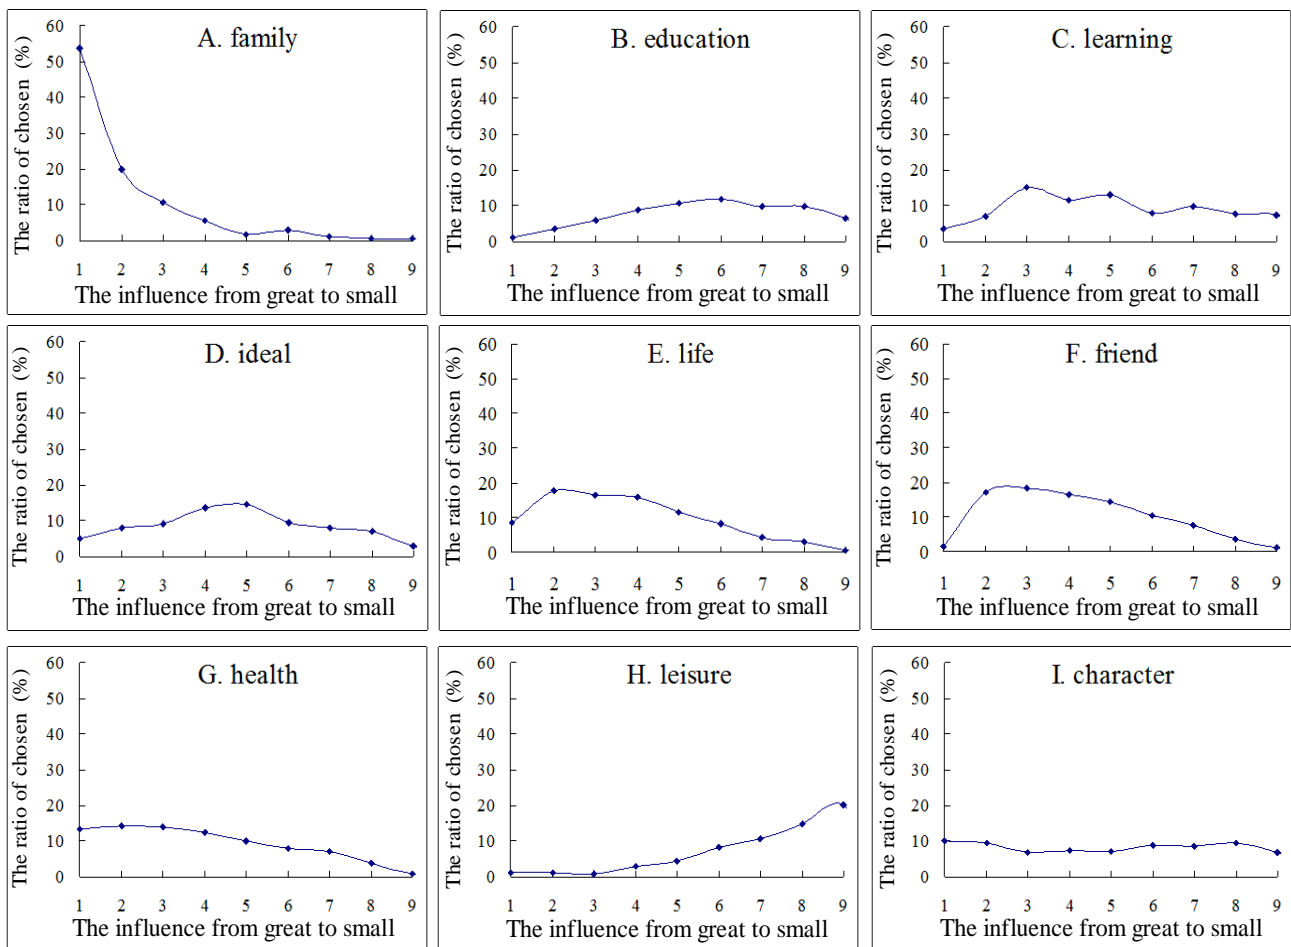 A. family
The ratio of chosen (%)
60
50
40
30
20
10
0
1 2 3 4 5 6 7 8 9
The influence from great to small
B. education
The ratio of chosen (%)
60
50
40
30
20
10
0
1 2 3 4 5 6 7 8 9
The influence from great to small
C. learning
The ratio of chosen (%)
60
50
40
30
20
10
0
1 2 3 4 5 6 7 8 9
The influence from great to small
D. ideal
The ratio of chosen (%)
60
50
40
30
20
10
0
1 2 3 4 5 6 7 8 9
The influence from great to small
E. life
The ratio of chosen (%)
60
50
40
30
20
10
0
1 2 3 4 5 6 7 8 9
The influence from great to small
F. friend
The ratio of chosen (%)
60
50
40
30
20
10
0
1 2 3 4 5 6 7 8 9
The influence from great to small
G. health
The ratio of chosen (%)
60
50
40
30
20
10
0
1 2 3 4 5 6 7 8 9
The influence from great to small
H. leisure
The ratio of chosen (%)
60
50
40
30
20
10
0
1 2 3 4 5 6 7 8 9
The influence from great to small
I. character
The ratio of chosen (%)
60
50
40
30
20
10
0
1 2 3 4 5 6 7 8 9
The influence from great to small